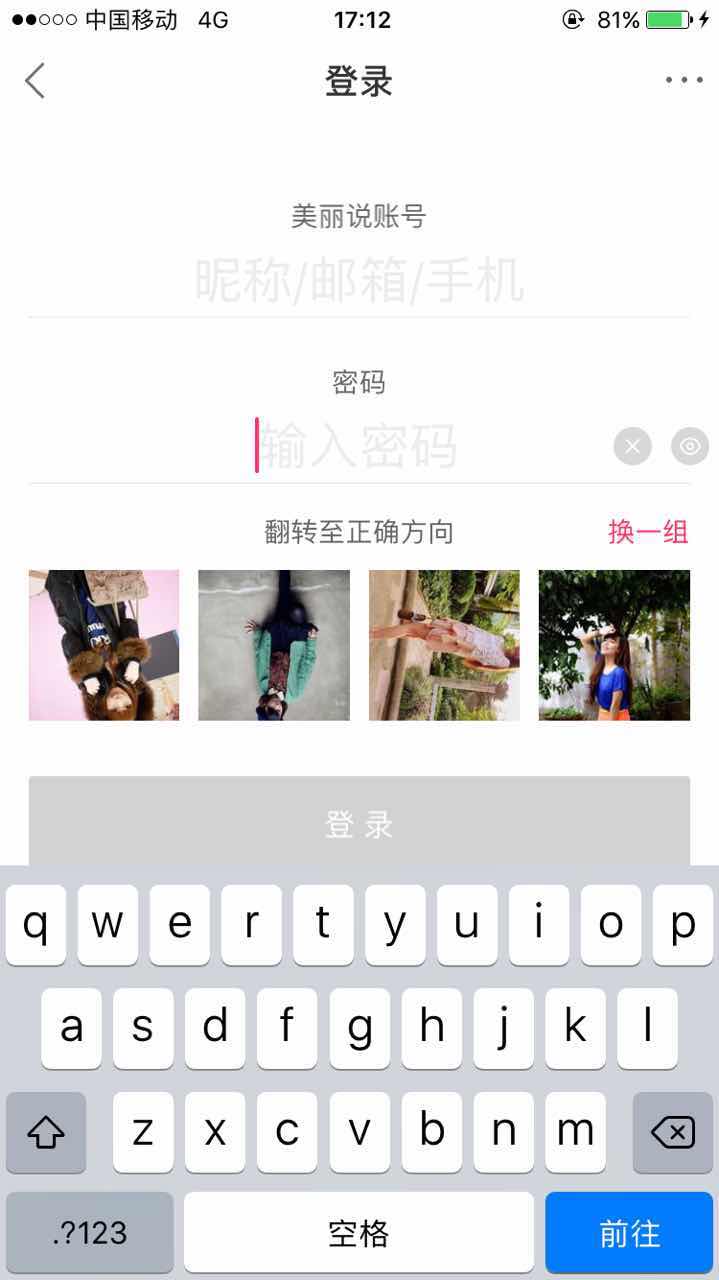 中国移动 4G 17:12 81%
登录
美丽说账号
昵称/邮箱/手机
密码
输入密码
翻转至正确方向 换一组
登录
q w e r t y u i o p
a s d f g h j k l
z x c v b n m
.?123 空格 前往